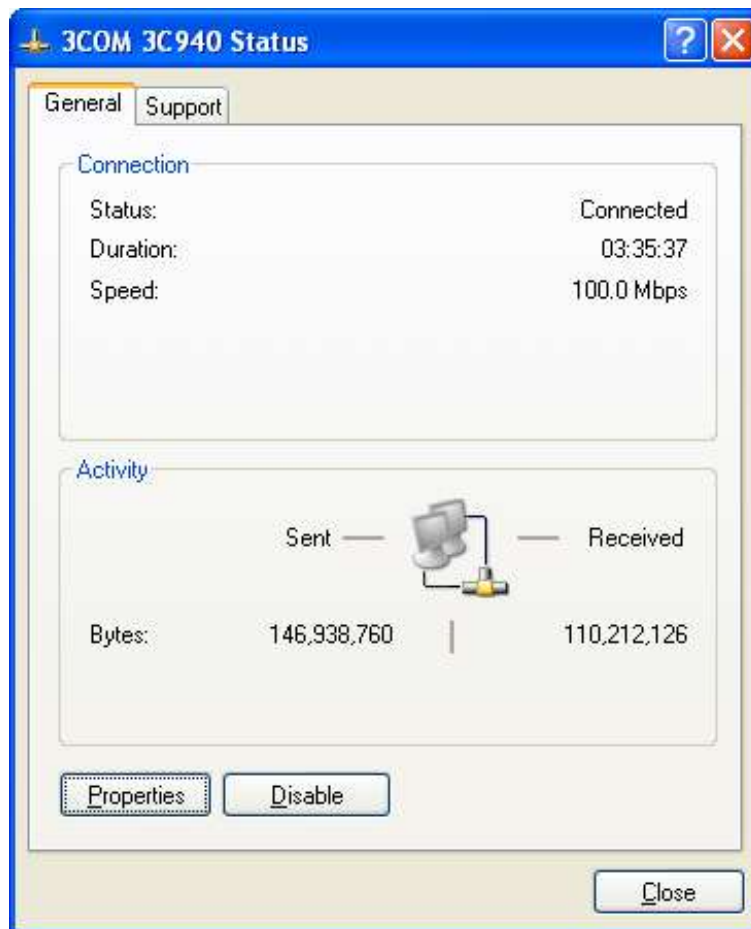 3COM 3C940 Status
General Support
Connection
Status: Connected
Duration: 03:35:37
Speed: 100.0 Mbps
Activity
Sent Received
Bytes: 146,938,760 110,212,126
Properties Disable
Close